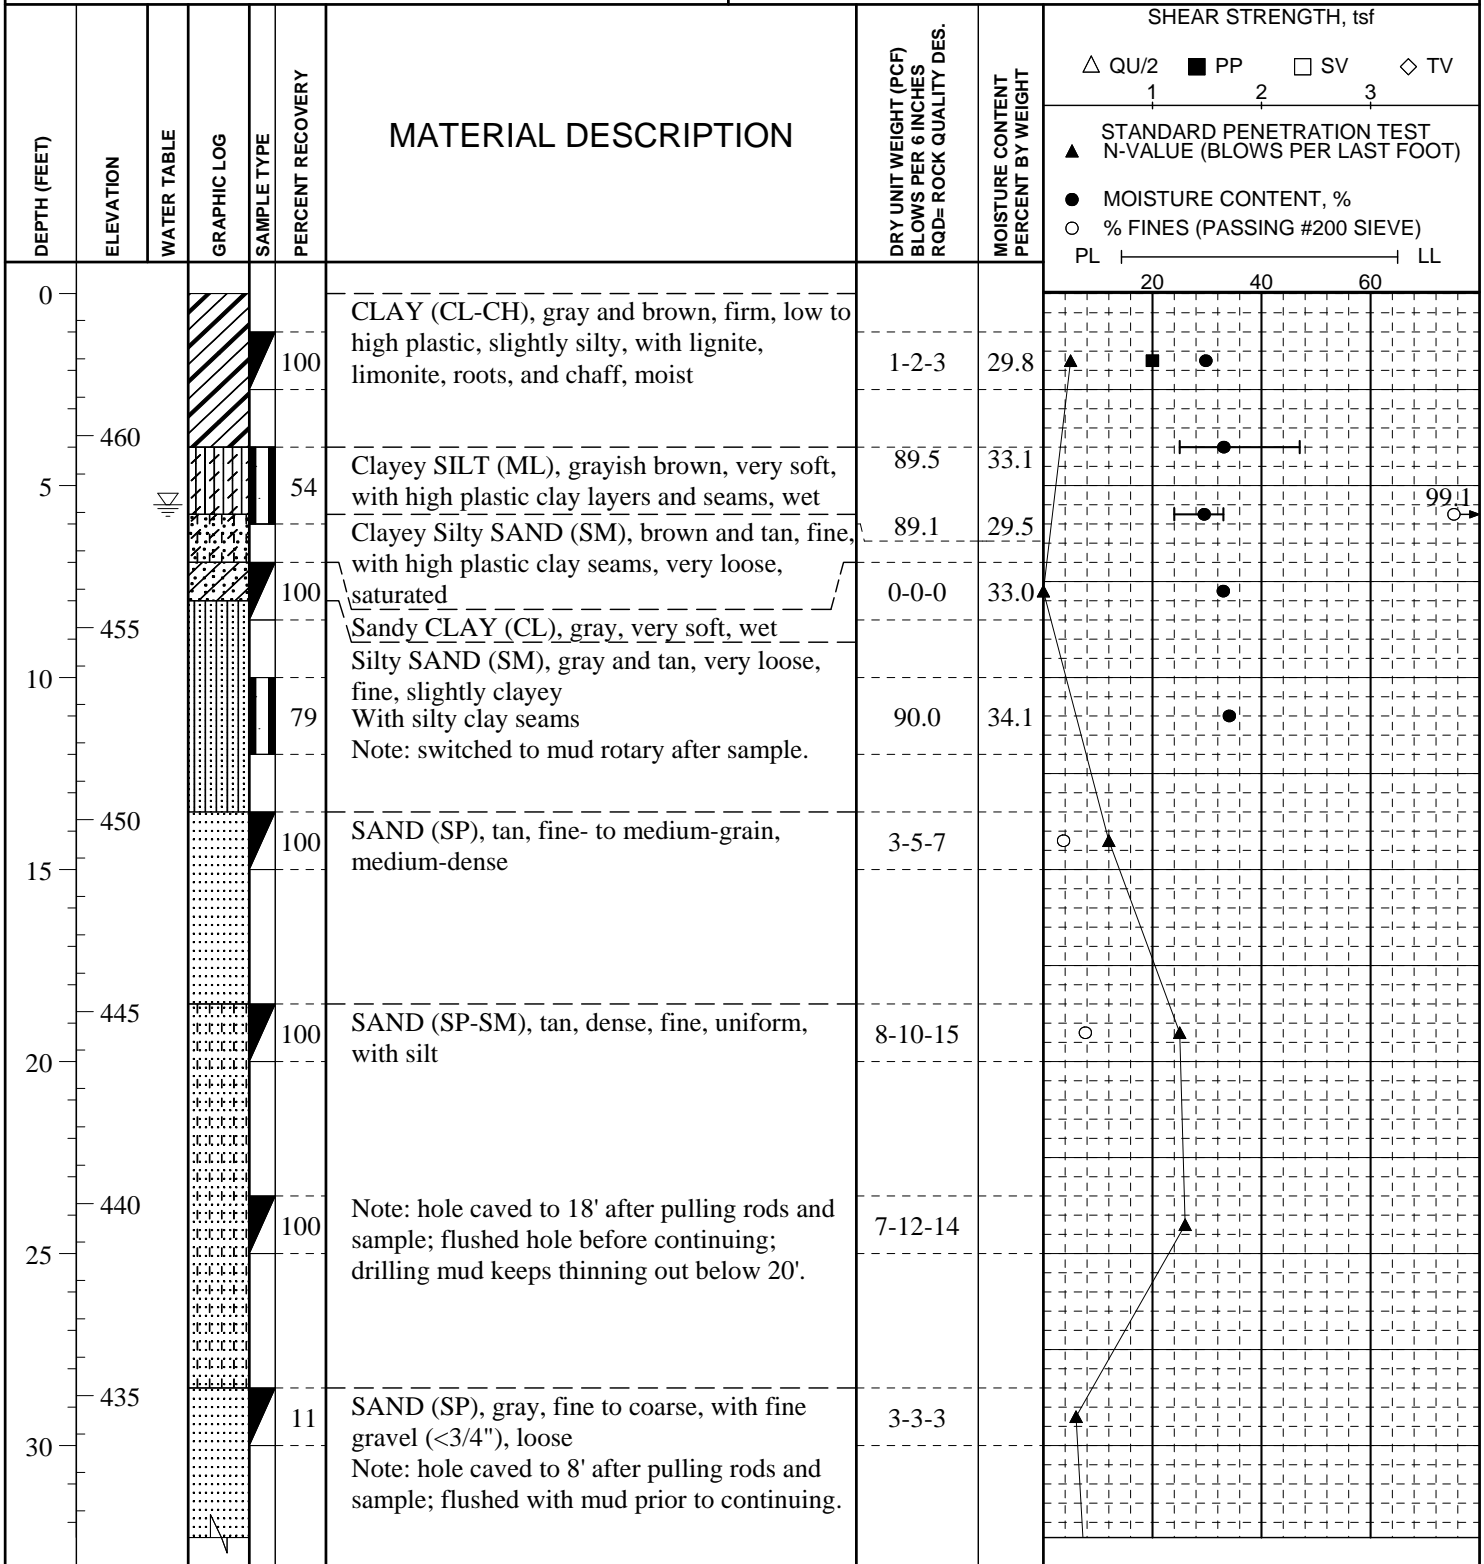 SHEAR STRENGTH, tsf
QU/2 PP SV TV
1 2 3
STANDARD PENETRATION TEST
N-VALUE (BLOWS PER LAST FOOT)
MOISTURE CONTENT, %
% FINES (PASSING #200 SIEVE)
PL LL
20 40 60
DEPTH (FEET)
ELEVATION
WATER TABLE
GRAPHIC LOG
SAMPLE TYPE
PERCENT RECOVERY
MATERIAL DESCRIPTION
DRY UNIT WEIGHT (PCF)
BLOWS PER 6 INCHES
RQD= ROCK QUALITY DES.
MOISTURE CONTENT
PERCENT BY WEIGHT
0
CLAY (CL-CH), gray and brown, firm, low to
high plastic, slightly silty, with lignite,
limonite, roots, and chaff, moist
100
1-2-3
29.8
460
Clayey SILT (ML), grayish brown, very soft,
with high plastic clay layers and seams, wet
5
54
89.5
33.1
99.1
Clayey Silty SAND (SM), brown and tan, fine,
with high plastic clay seams, very loose,
saturated
89.1
29.5
100
0-0-0
33.0
455
Sandy CLAY (CL), gray, very soft, wet
Silty SAND (SM), gray and tan, very loose,
fine, slightly clayey
With silty clay seams
Note: switched to mud rotary after sample.
10
79
90.0
34.1
450
SAND (SP), tan, fine- to medium-grain,
medium-dense
100
3-5-7
15
445
SAND (SP-SM), tan, dense, fine, uniform,
with silt
100
8-10-15
20
440
Note: hole caved to 18' after pulling rods and
sample; flushed hole before continuing;
drilling mud keeps thinning out below 20'.
100
7-12-14
25
435
SAND (SP), gray, fine to coarse, with fine
gravel (<3/4"), loose
Note: hole caved to 8' after pulling rods and
sample; flushed with mud prior to continuing.
11
3-3-3
30